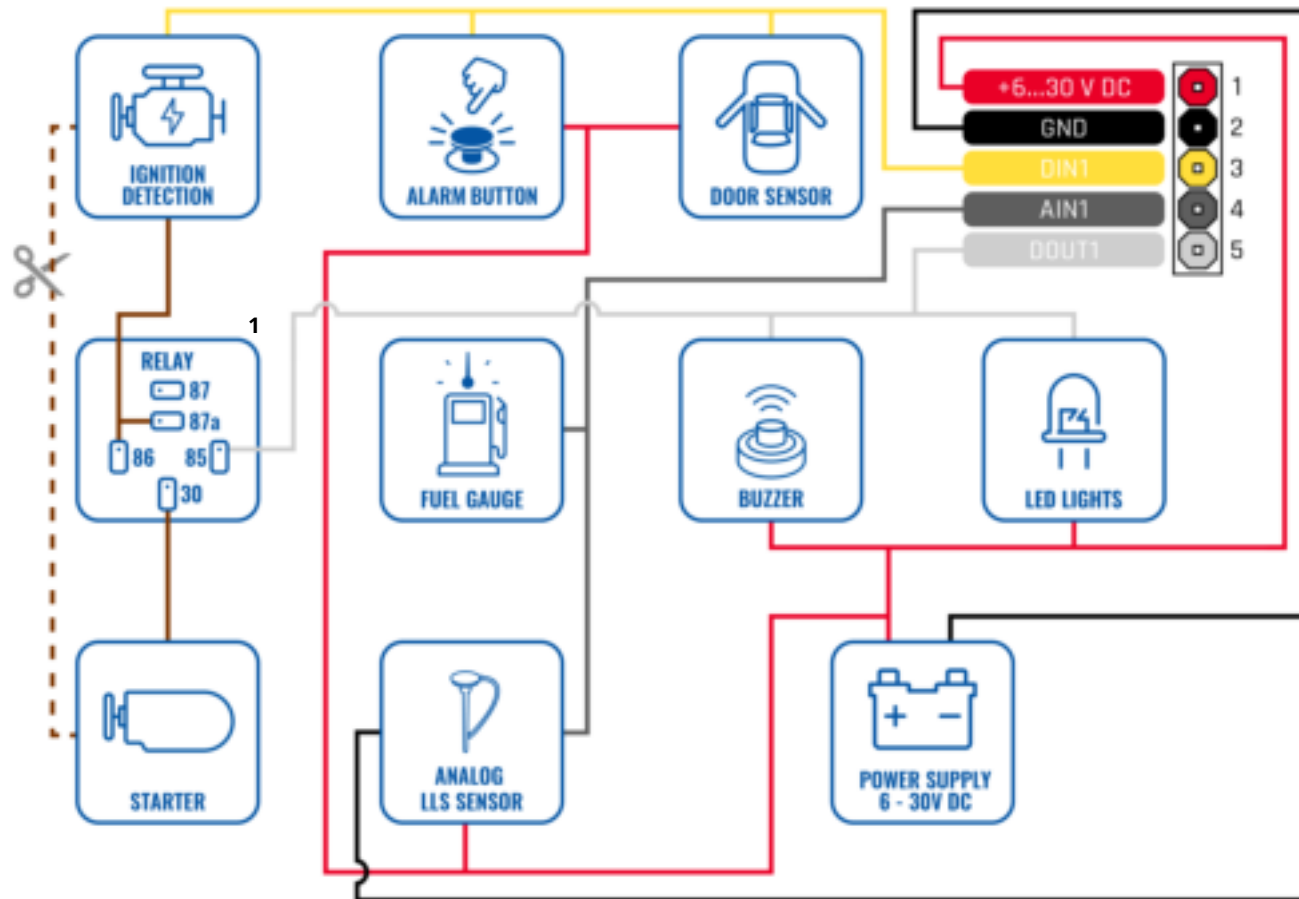 +6...30 V DC
1
GND
2
IGNITION
DETECTION
ALARM BUTTON
DOOR SENSOR
DIN1
3
AIN1
4
DOUT1
5
1
RELAY
87
87a
86
85
30
FUEL GAUGE
BUZZER
LED LIGHTS
STARTER
ANALOG
LLS SENSOR
POWER SUPPLY
6 - 30V DC